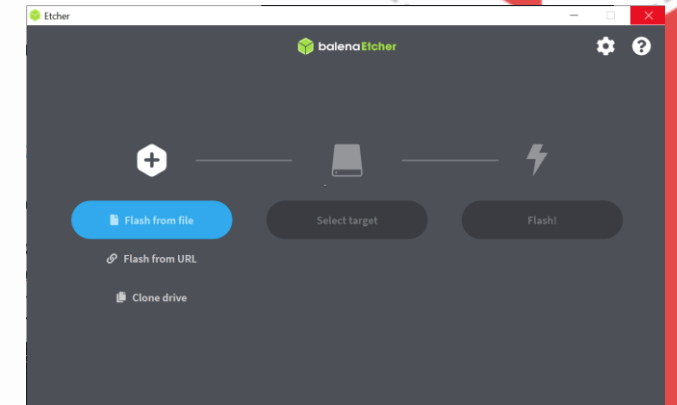 Etcher
balenaEtcher
Flash from file
Select target
Flash!
Flash from URL
Clone drive